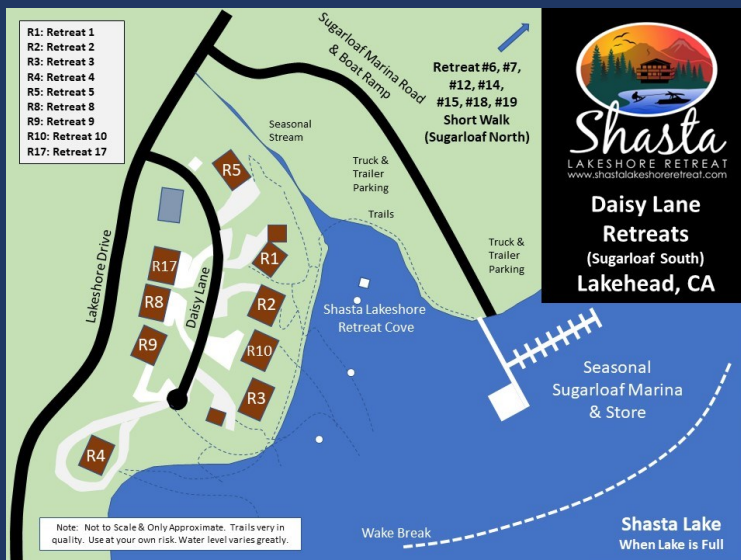 R1: Retreat 1
R2: Retreat 2
R3: Retreat 3
R4: Retreat 4
R5: Retreat 5
R8: Retreat 8
R9: Retreat 9
R10: Retreat 10
R17: Retreat 17
Sugarloaf Marina Road
& Boat Ramp
Retreat #6, #7,
#12, #14,
#15, #18, #19
Short Walk
(Sugarloaf North)
Shasta
LAKESHORE RETREAT
www.shastalakeshoreretreat.com
Daisy Lane
Retreats
(Sugarloaf South)
Lakehead, CA
Seasonal
Stream
Truck &
Trailer
Parking
Trails
Truck &
Trailer
Parking
Lakeshore Drive
Daisy Lane
R5
R17
R1
R8
R2
R9
R10
R3
R4
Shasta Lakeshore
Retreat Cove
Seasonal
Sugarloaf Marina
& Store
Wake Break
Shasta Lake
When Lake is Full
Note: Not to Scale & Only Approximate. Trails very in
quality. Use at your own risk. Water level varies greatly.